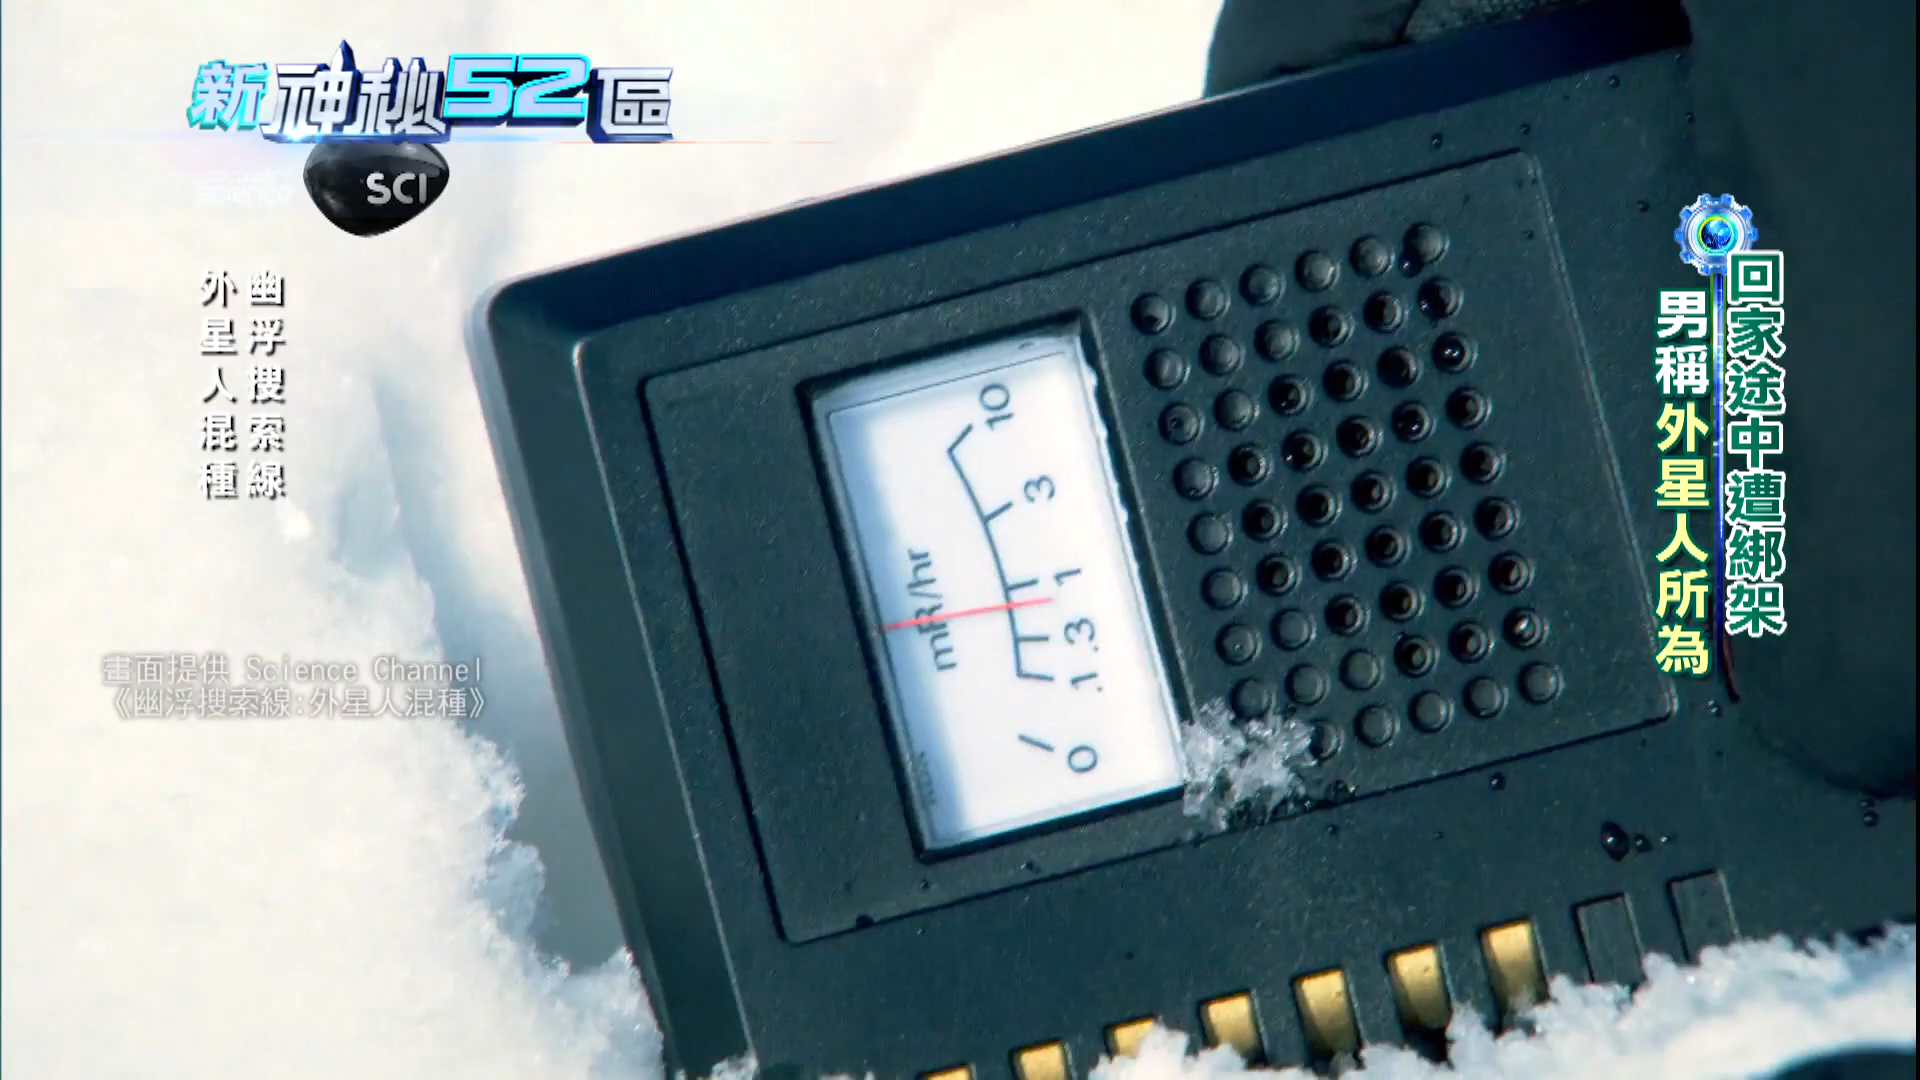 新神秘52區
Science
SCI
幽浮搜索線
外星人混種
回家途中遭綁架
男稱外星人所為
畫面提供 Science Channel
《幽浮搜索線:外星人混種》
10
3
1
.3
.1
0
mR/hr